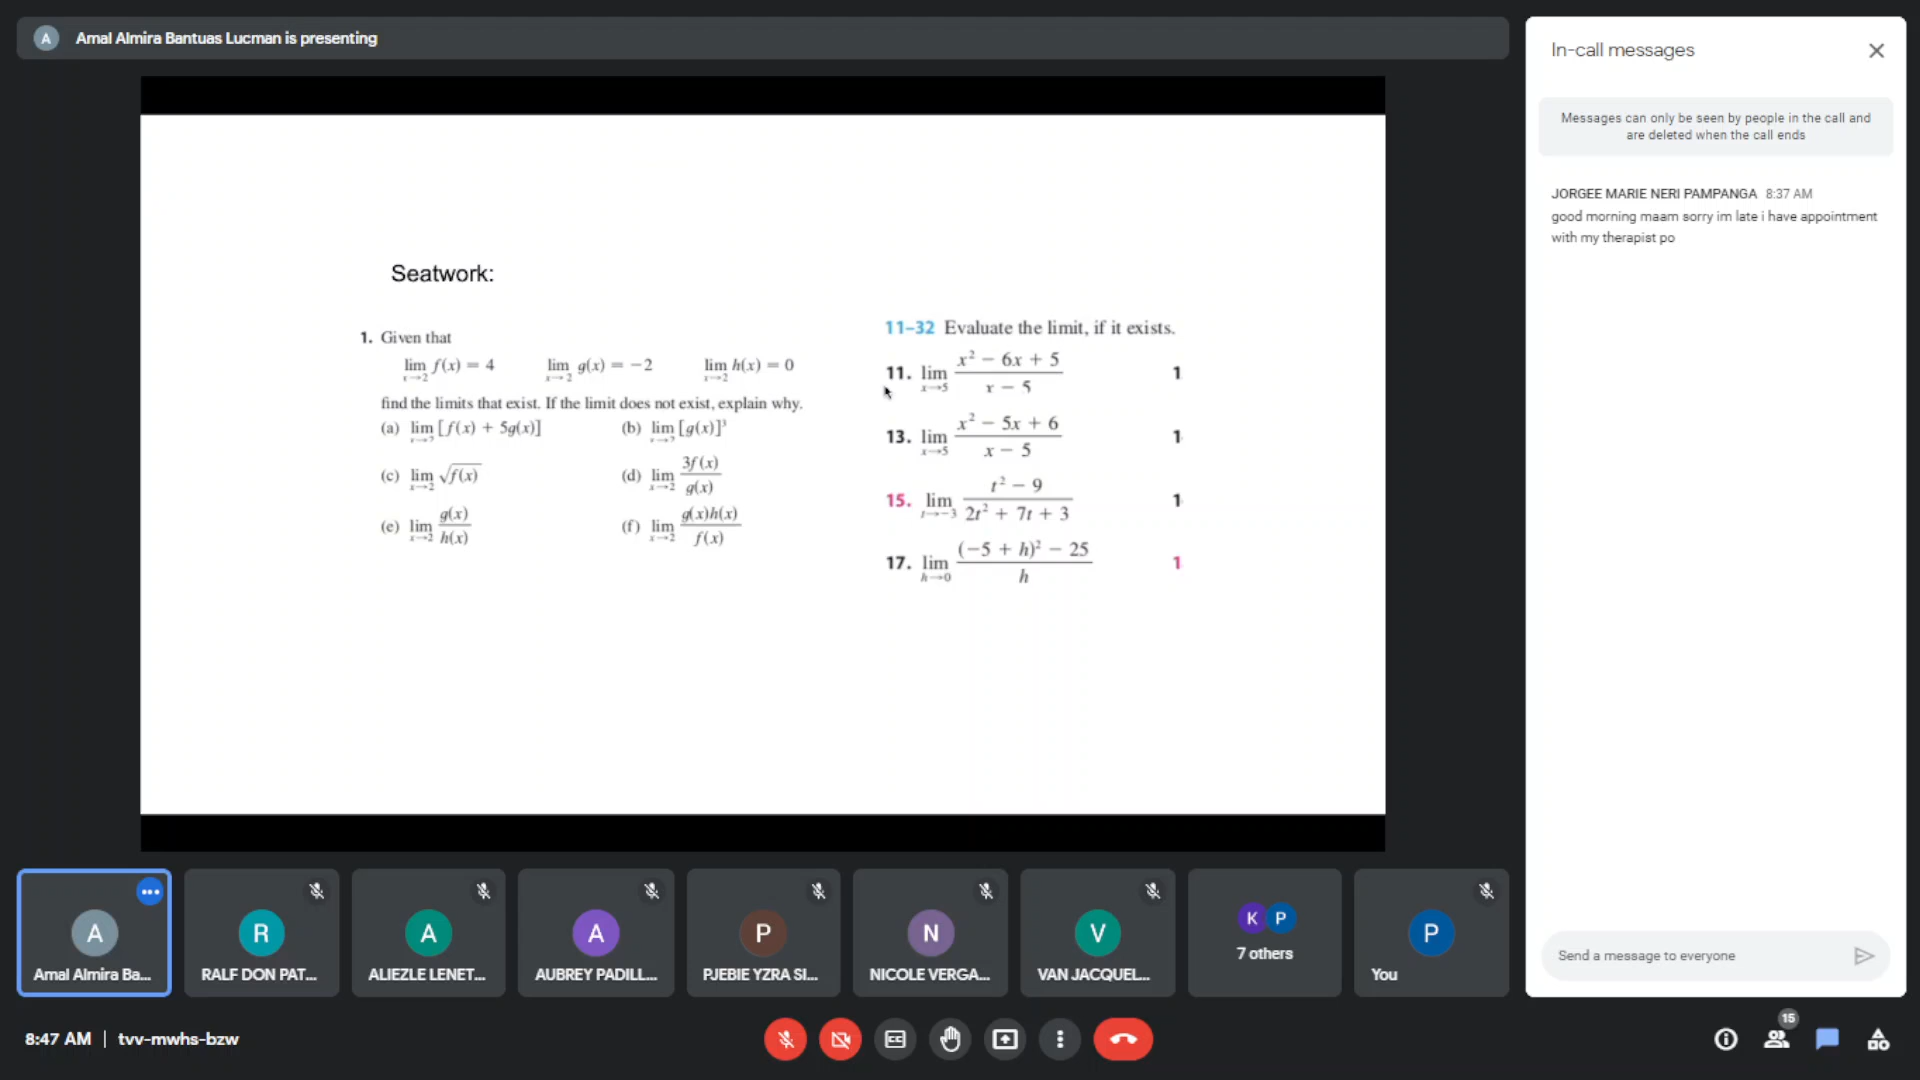 A Amal Almira Bantuas Lucman is presenting
Seatwork:
1. Given that
lim x→2 f(x) = 4 lim x→2 g(x) = −2 lim x→2 h(x) = 0
find the limits that exist. If the limit does not exist, explain why.
(a) lim x→2 [f(x) + 5g(x)] (b) lim x→2 [g(x)]³
(c) lim x→2 √f(x) (d) lim x→2 3f(x)/g(x)
(e) lim x→2 g(x)/h(x) (f) lim x→2 g(x)h(x)/f(x)
11–32 Evaluate the limit, if it exists.
11. lim x→5 (x² − 6x + 5)/(x − 5) 1
13. lim x→5 (x² − 5x + 6)/(x − 5) 1
15. lim t→−3 (t² − 9)/(2t² + 7t + 3) 1
17. lim h→0 ((−5 + h)² − 25)/h 1
In-call messages
Messages can only be seen by people in the call and
are deleted when the call ends
JORGEE MARIE NERI PAMPANGA 8:37 AM
good morning maam sorry im late i have appointment
with my therapist po
Send a message to everyone
A R A A P N V K P P
Amal Almira Ba... RALF DON PAT... ALIEZLE LENET... AUBREY PADILL... PJEBIE YZRA SI... NICOLE VERGA... VAN JACQUEL... 7 others You
8:47 AM | tvv-mwhs-bzw
15